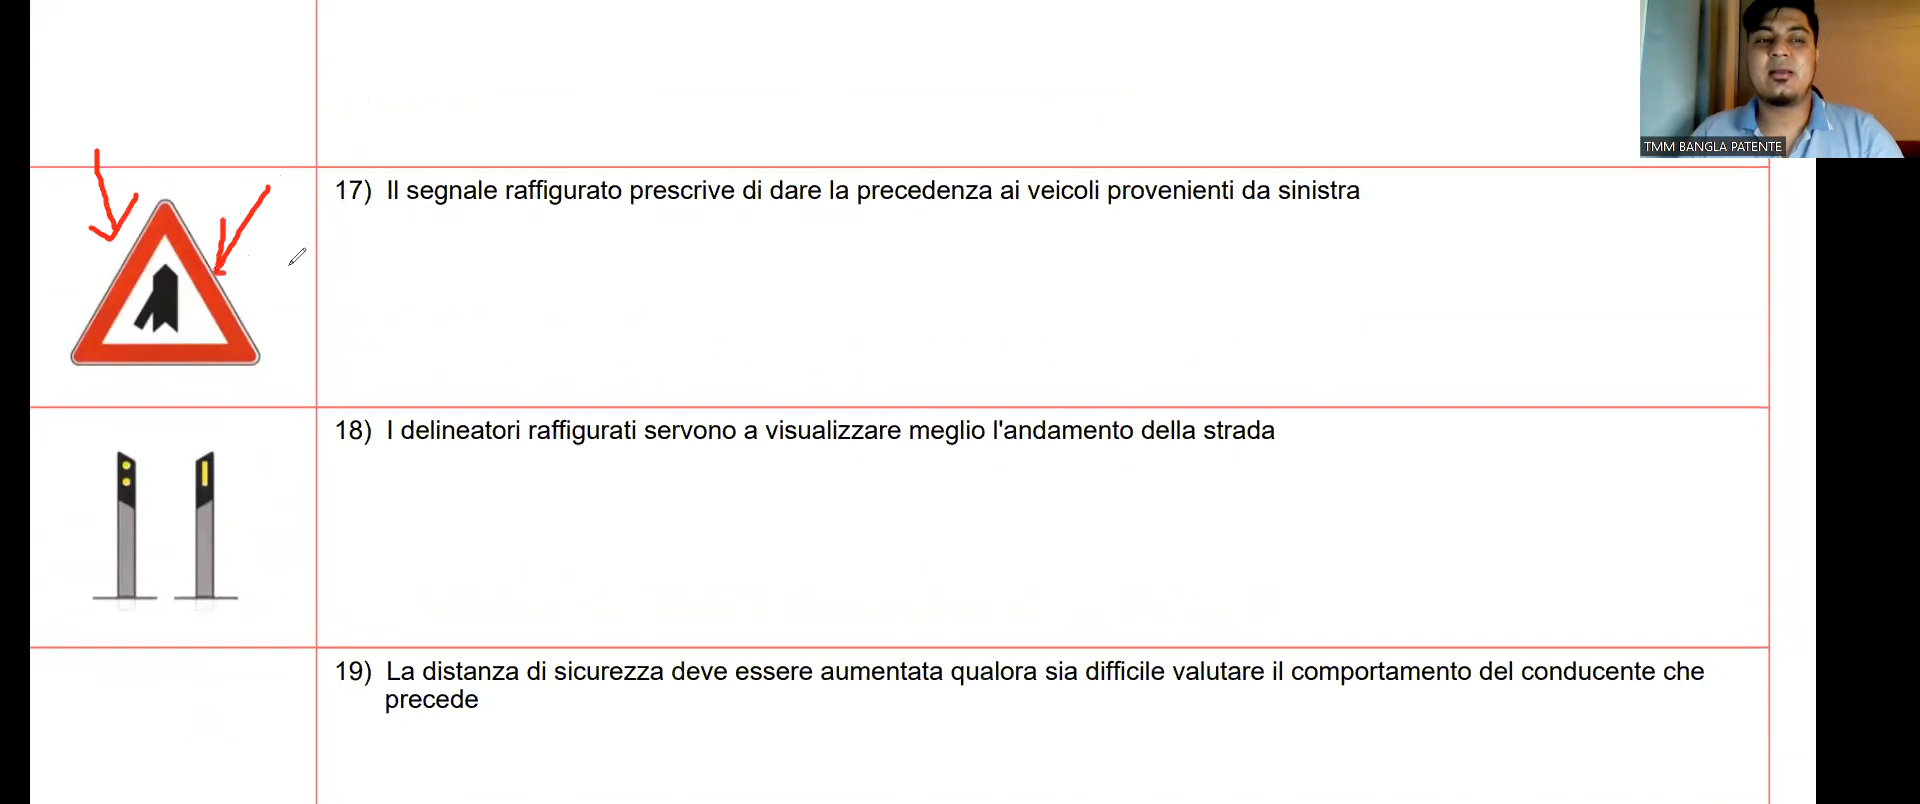 TMM BANGLA PATENTE
17) Il segnale raffigurato prescrive di dare la precedenza ai veicoli provenienti da sinistra
18) I delineatori raffigurati servono a visualizzare meglio l'andamento della strada
19) La distanza di sicurezza deve essere aumentata qualora sia difficile valutare il comportamento del conducente che
precede